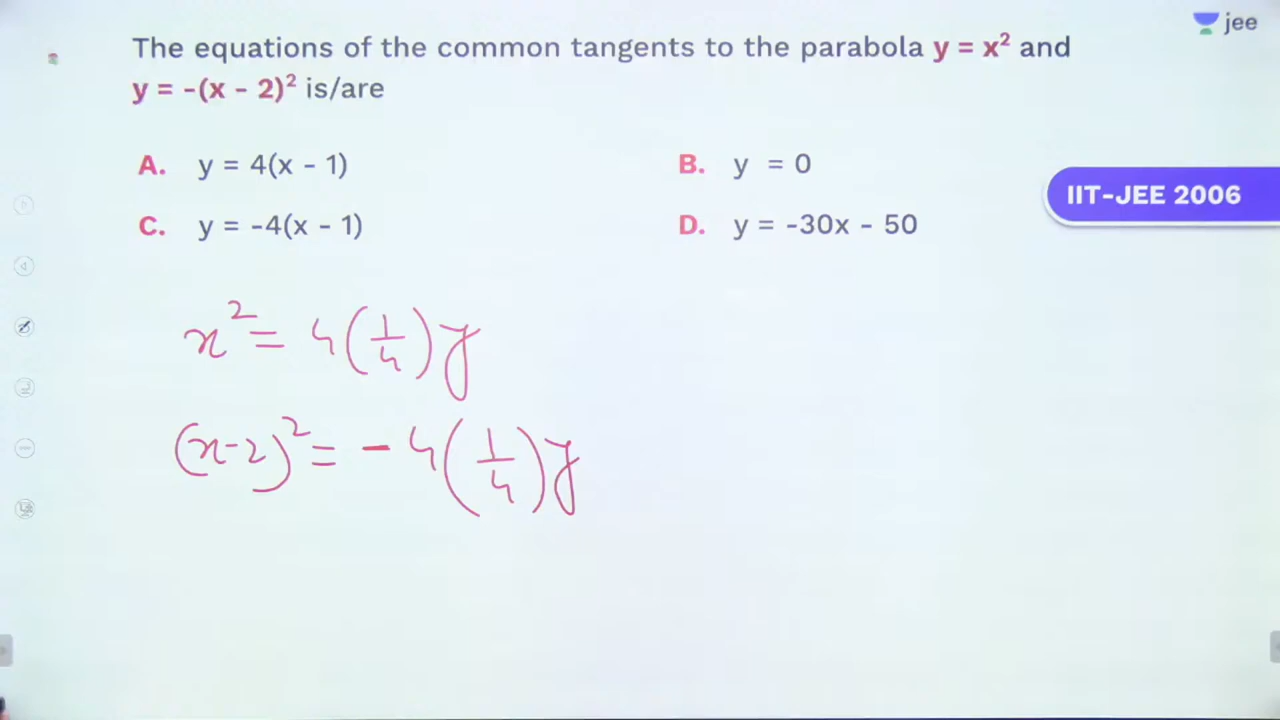 jee
The equations of the common tangents to the parabola y = x² and
y = -(x - 2)² is/are
A. y = 4(x - 1)
B. y = 0
C. y = -4(x - 1)
D. y = -30x - 50
IIT-JEE 2006
x² = 4(1/4)y
(x-2)² = -4(1/4)y